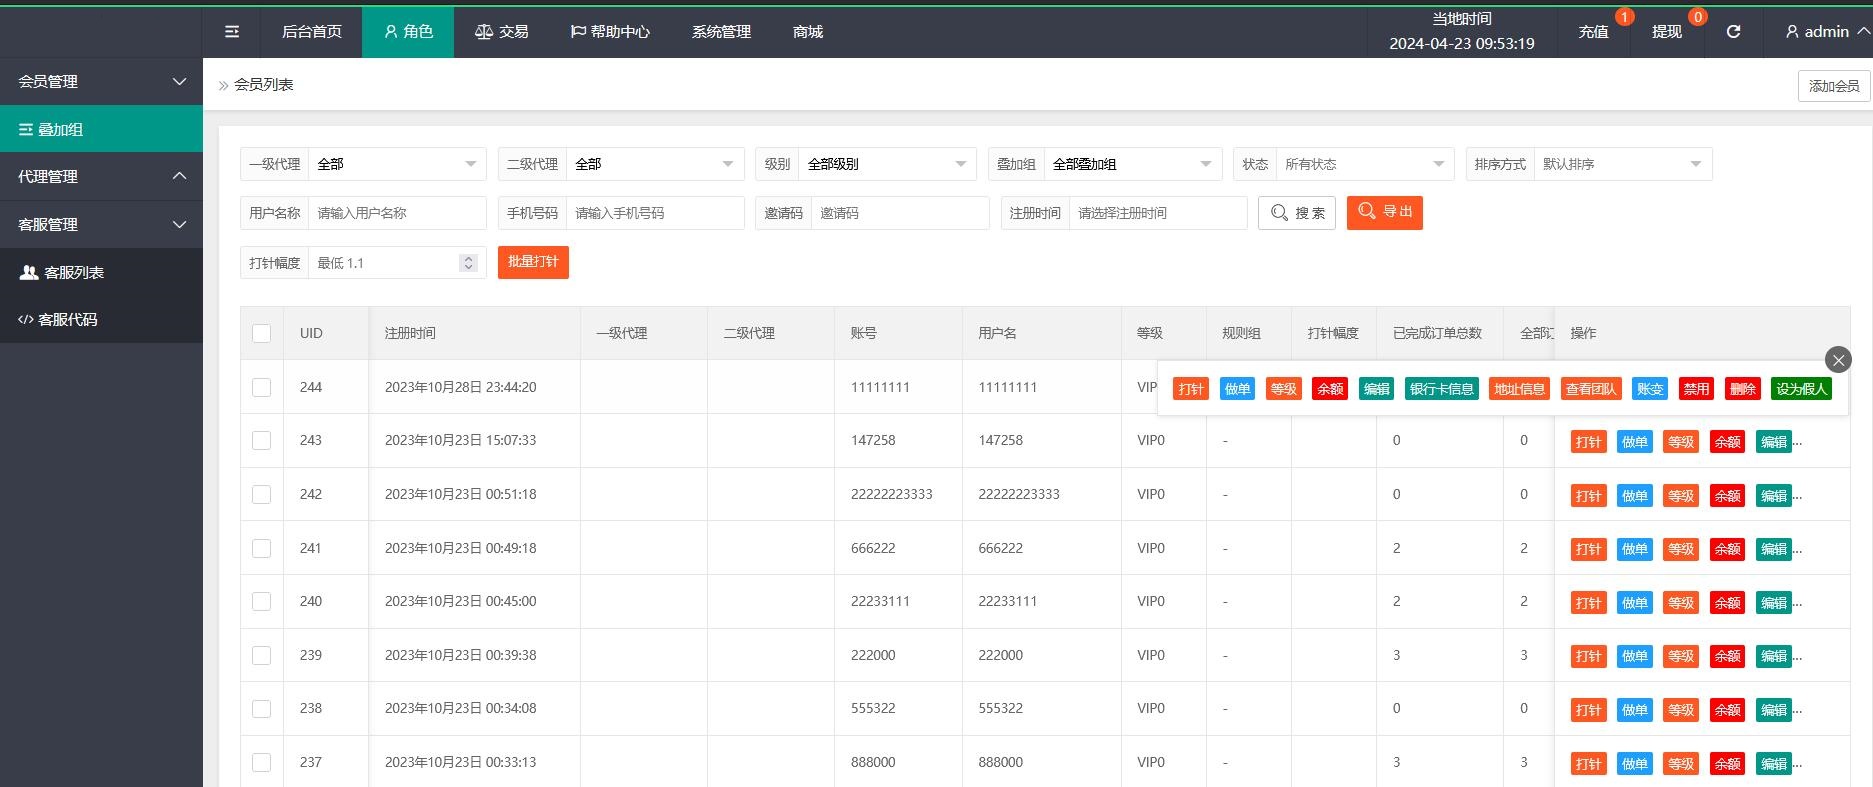 后台首页 角色 交易 帮助中心 系统管理 商城 当地时间 2024-04-23 09:53:19 充值 1 提现 0 admin
会员管理
叠加组
代理管理
客服管理
客服列表
</> 客服代码
» 会员列表 添加会员
一级代理 全部 二级代理 全部 级别 全部级别 叠加组 全部叠加组 状态 所有状态 排序方式 默认排序
用户名称 请输入用户名称 手机号码 请输入手机号码 邀请码 邀请码 注册时间 请选择注册时间 搜 索 导 出
打针幅度 最低 1.1 批量打针
UID 注册时间 一级代理 二级代理 账号 用户名 等级 规则组 打针幅度 已完成订单总数 全部订 操作
244 2023年10月28日 23:44:20 11111111 11111111 VIP 打针 做单 等级 余额 编辑 银行卡信息 地址信息 查看团队 账变 禁用 删除 设为假人
243 2023年10月23日 15:07:33 147258 147258 VIP0 - 0 0 打针 做单 等级 余额 编辑 ...
242 2023年10月23日 00:51:18 22222223333 22222223333 VIP0 - 0 0 打针 做单 等级 余额 编辑 ...
241 2023年10月23日 00:49:18 666222 666222 VIP0 - 2 2 打针 做单 等级 余额 编辑 ...
240 2023年10月23日 00:45:00 22233111 22233111 VIP0 - 2 2 打针 做单 等级 余额 编辑 ...
239 2023年10月23日 00:39:38 222000 222000 VIP0 - 3 3 打针 做单 等级 余额 编辑 ...
238 2023年10月23日 00:34:08 555322 555322 VIP0 - 0 0 打针 做单 等级 余额 编辑 ...
237 2023年10月23日 00:33:13 888000 888000 VIP0 - 3 3 打针 做单 等级 余额 编辑 ...